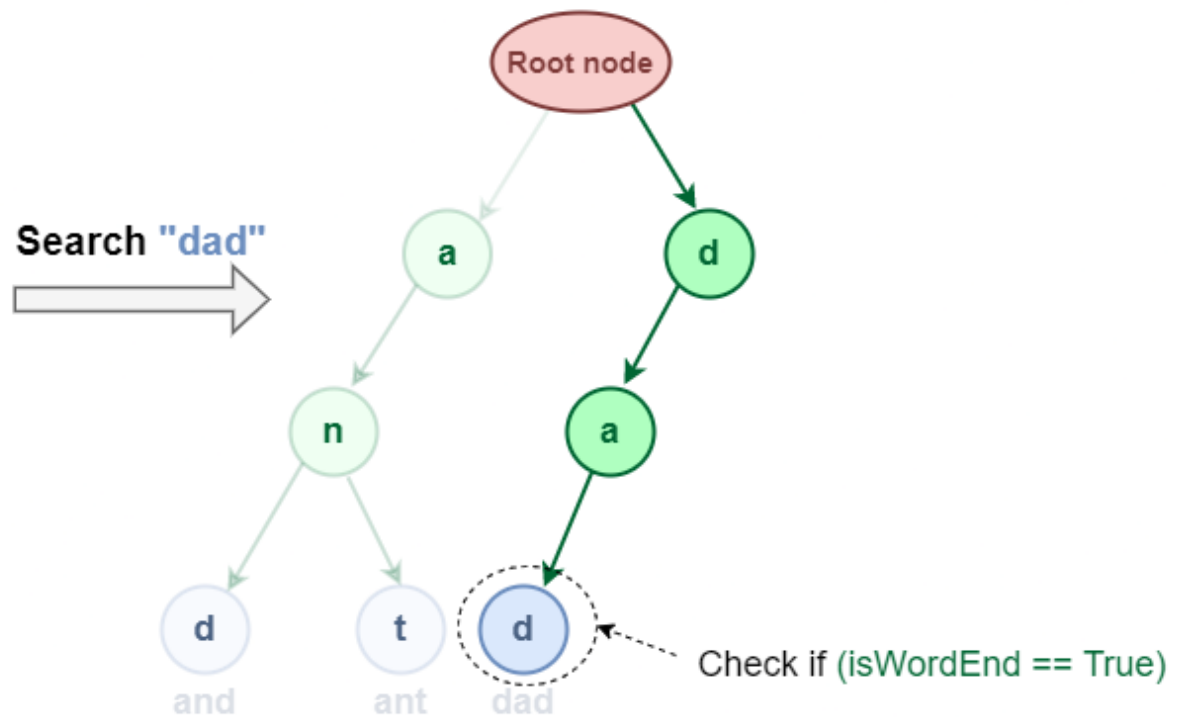 Root node
Search "dad"
a
d
n
a
d
t
d
Check if (isWordEnd == True)
and
ant
dad